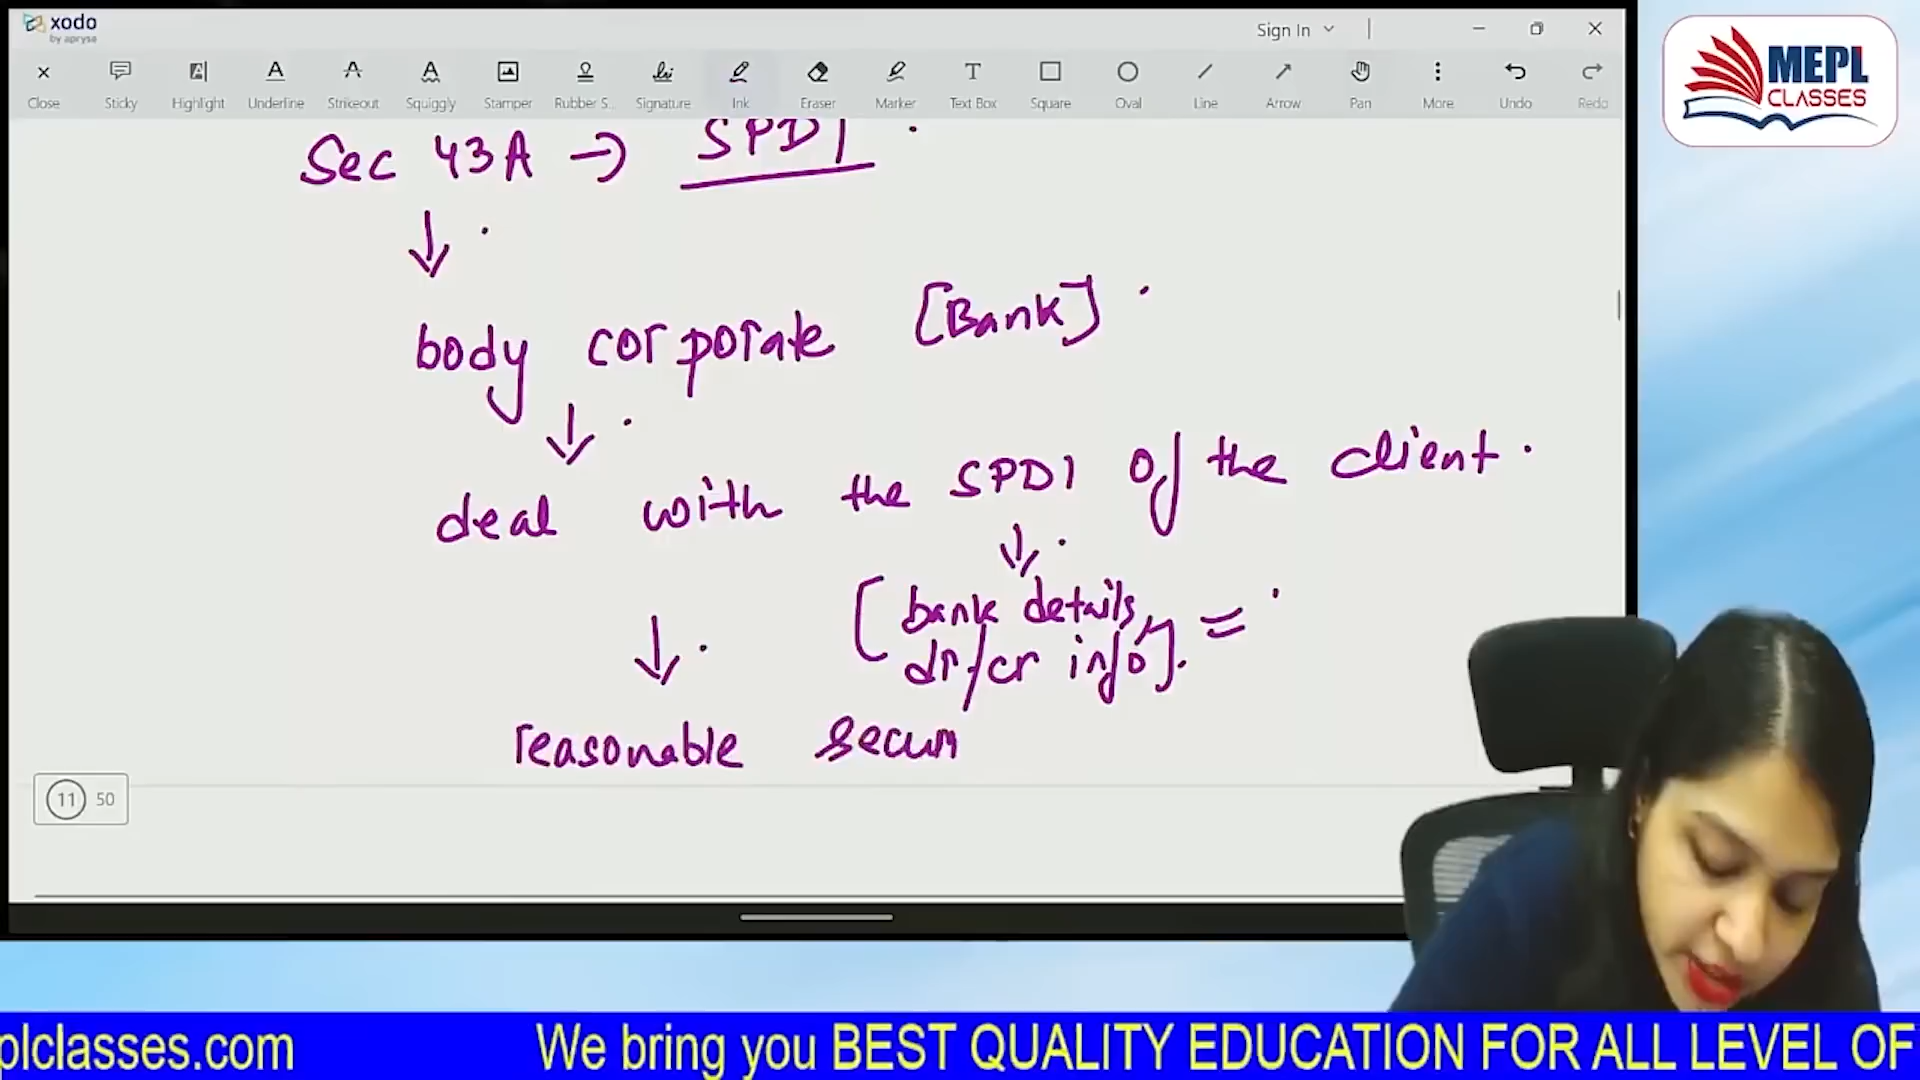 xodo
by apryse
Sign In
Close Sticky Highlight Underline Strikeout Squiggly Stamper Rubber S... Signature Ink Eraser Marker Text Box Square Oval Line Arrow Pan More Undo Redo
MEPL
CLASSES
Sec 43A → SPDI
↓
body corporate [Bank]
↓
deal with the SPDI of the client.
↓
[bank details,
dr/cr info]. =
↓
reasonable secur
11 50
plclasses.com We bring you BEST QUALITY EDUCATION FOR ALL LEVEL OF